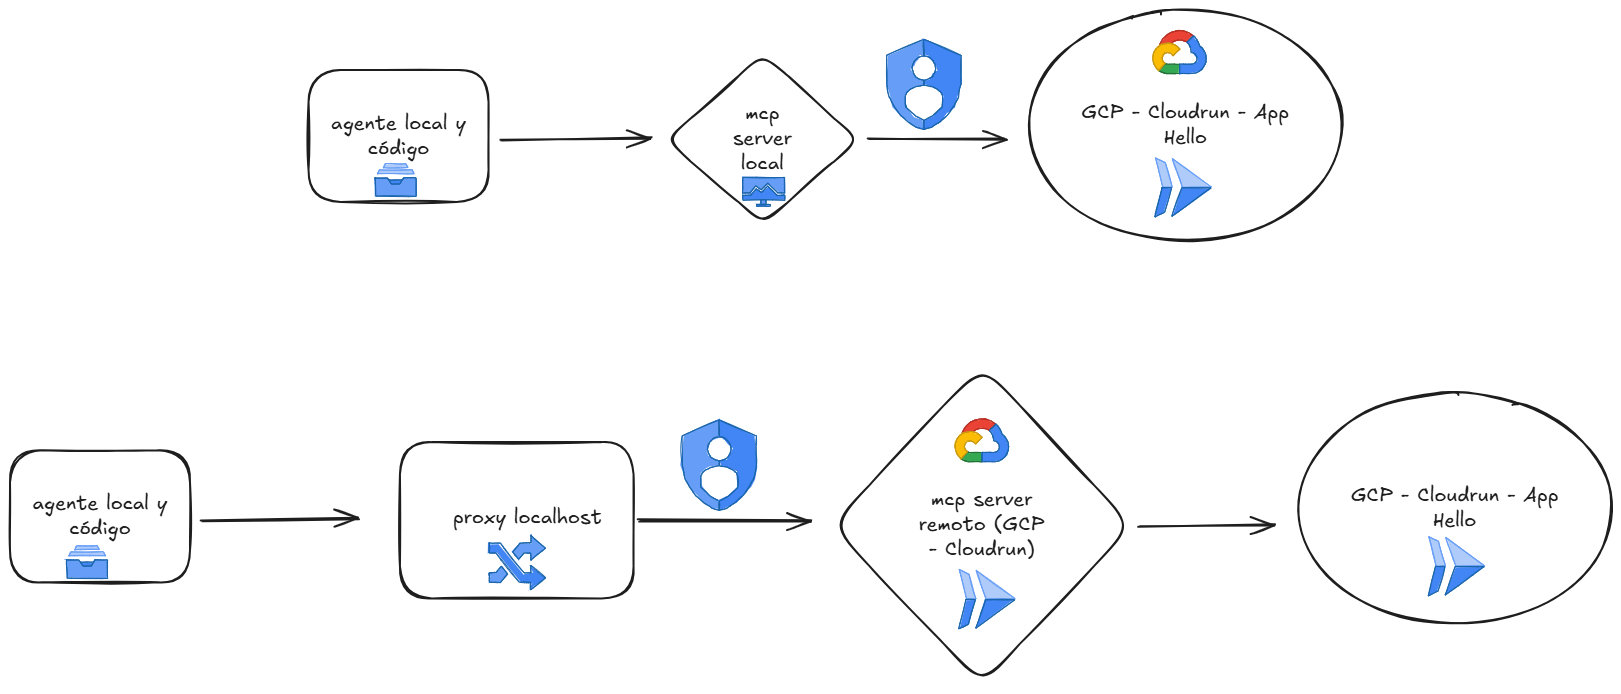 agente local y
código
mcp
server
local
GCP - Cloudrun - App
Hello
agente local y
código
proxy localhost
mcp server
remoto (GCP
- Cloudrun)
GCP - Cloudrun - App
Hello